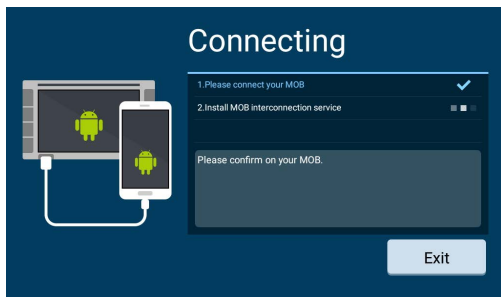 Connecting
1.Please connect your MOB
2.Install MOB interconnection service
Please confirm on your MOB.
Exit